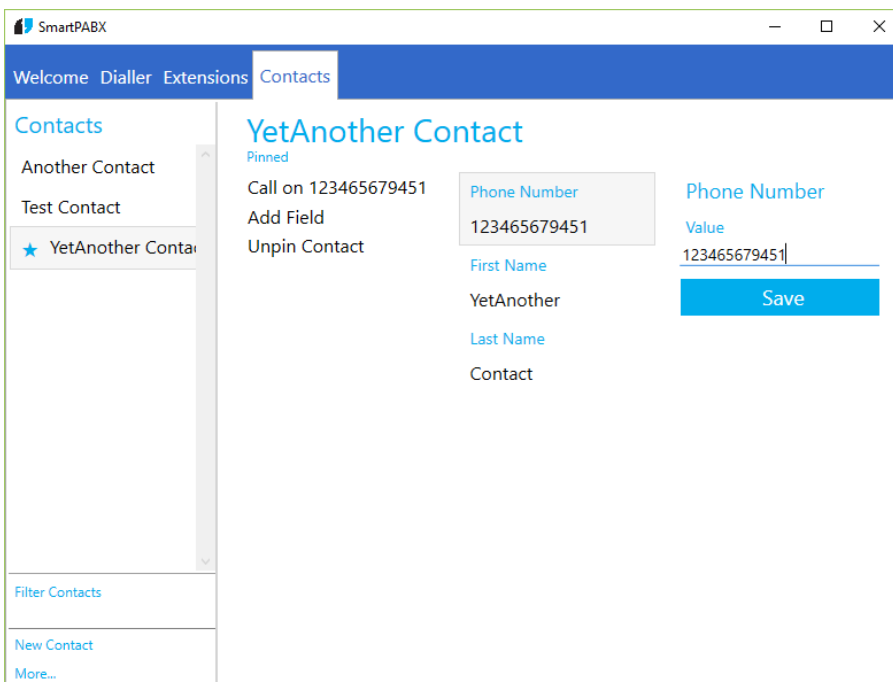 SmartPABX
Welcome Dialler Extensions Contacts
Contacts
Another Contact
Test Contact
YetAnother Conta
Filter Contacts
New Contact
More...
YetAnother Contact
Pinned
Call on 123465679451
Add Field
Unpin Contact
Phone Number
123465679451
First Name
YetAnother
Last Name
Contact
Phone Number
Value
123465679451
Save